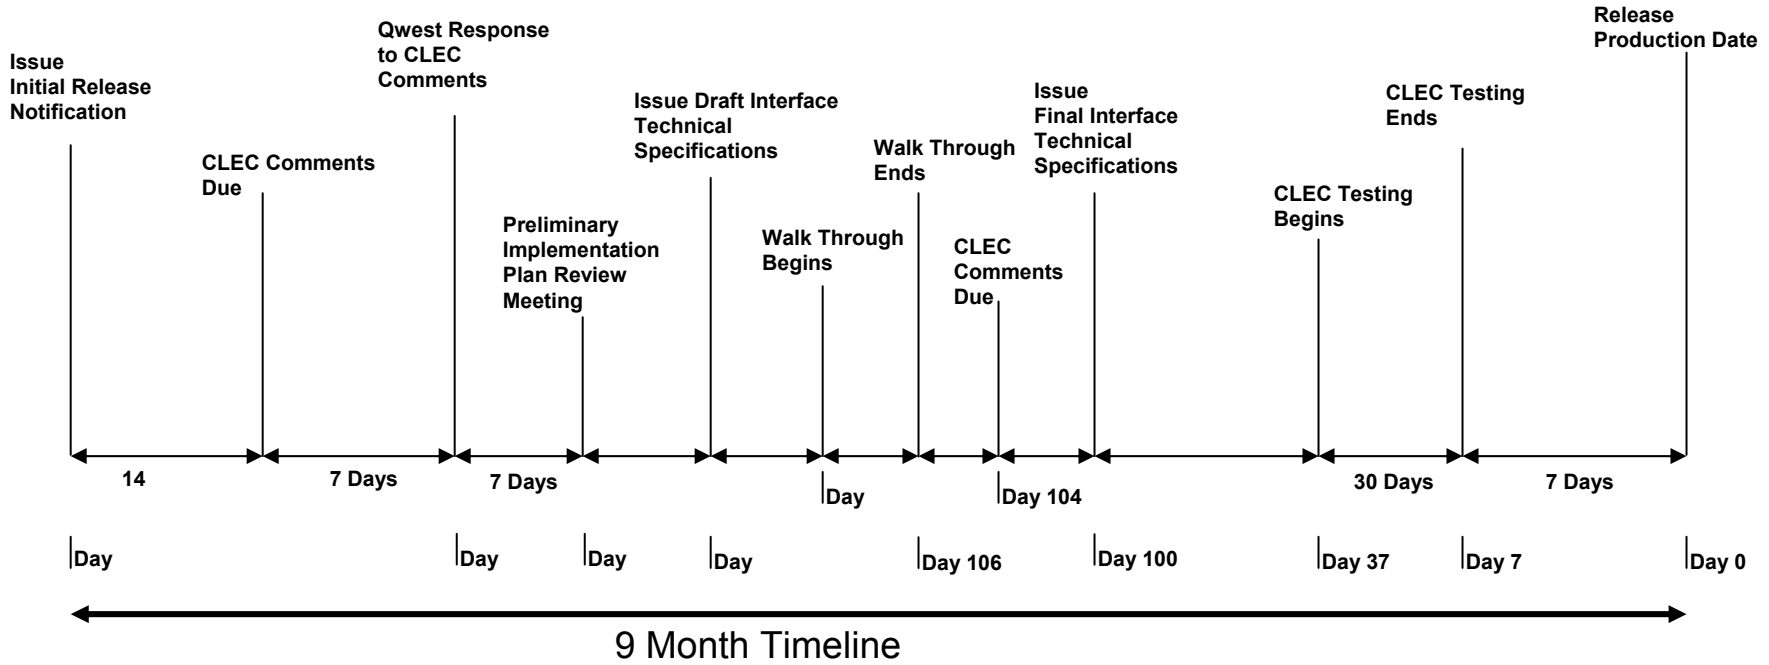 Release
Production Date
Qwest Response
to CLEC
Comments
Issue
Initial Release
Notification
Issue Draft Interface
Technical
Specifications
Issue
Final Interface
Technical
Specifications
CLEC Testing
Ends
CLEC Comments
Due
Walk Through
Ends
CLEC Testing
Begins
Preliminary
Implementation
Plan Review
Meeting
Walk Through
Begins
CLEC
Comments
Due
14
7 Days
7 Days
30 Days
7 Days
Day
Day 104
Day
Day
Day
Day
Day 106
Day 100
Day 37
Day 7
Day 0
9 Month Timeline